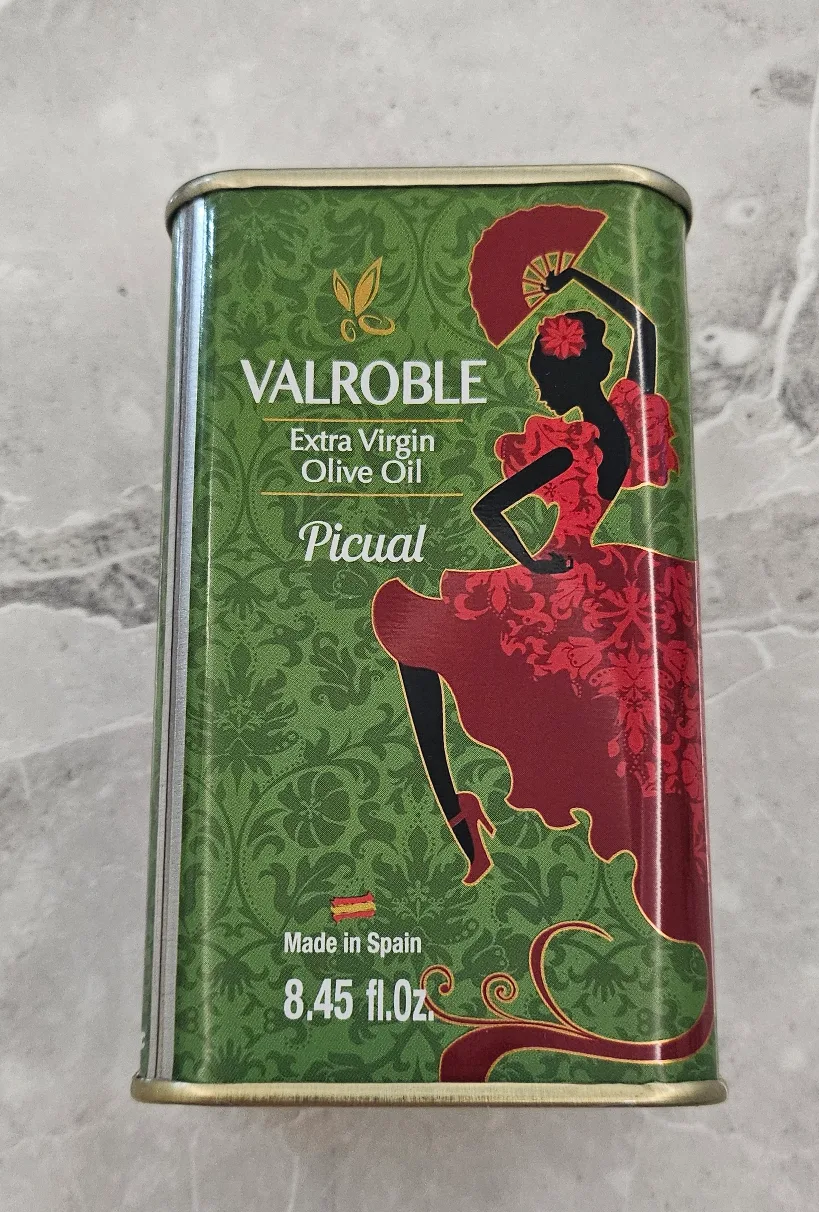 VALROBLE
Extra Virgin
Olive Oil
Picual
Made in Spain
8.45 fl.Oz.